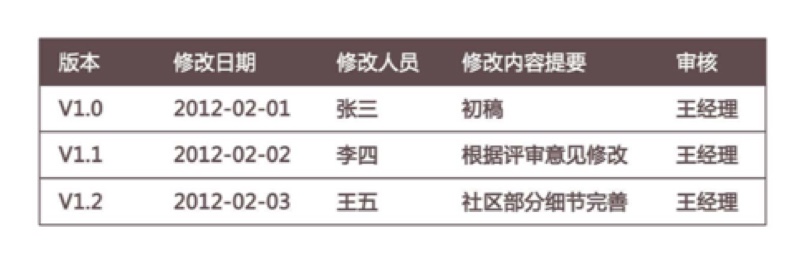 版本 修改日期 修改人员 修改内容提要 审核
V1.0 2012-02-01 张三 初稿 王经理
V1.1 2012-02-02 李四 根据评审意见修改 王经理
V1.2 2012-02-03 王五 社区部分细节完善 王经理